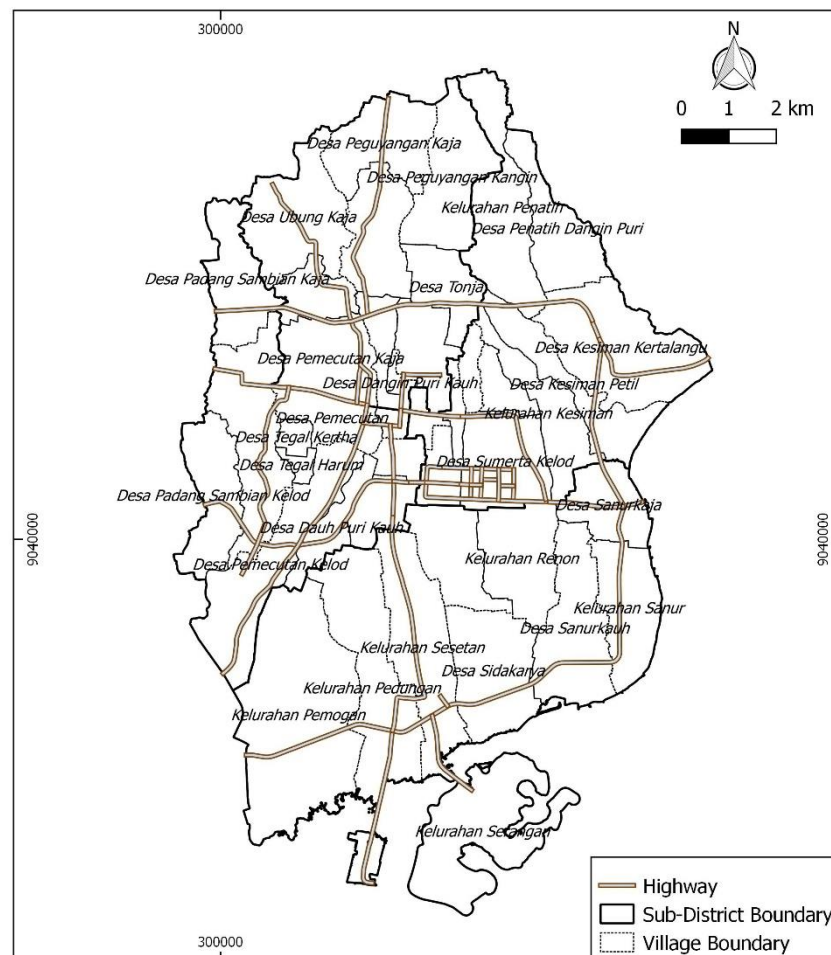 300000
N
0 1 2 km
Desa Peguyangan Kaja
Desa Peguyangan Kangin
Kelurahan Penatih
Desa Ubung Kaja
Desa Penatih Dangin Puri
Desa Padang Sambian Kaja
Desa Tonja
Desa Kesiman Kertalangu
Desa Pemecutan Kaja
Desa Dangin Puri Kauh
Desa Kesiman Petil
Desa Pemecutan
Kelurahan Kesiman
Desa Tegal Kertha
Desa Tegal Harum
Desa Sumerta Kelod
Desa Padang Sambian Kelod
Desa Sanurkaja
Desa Dauh Puri Kauh
9040000
9040000
Desa Pemecutan Kelod
Kelurahan Renon
Kelurahan Sanur
Desa Sanurkauh
Kelurahan Sesetan
Desa Sidakarya
Kelurahan Pedungan
Kelurahan Pemogan
Kelurahan Serangan
Highway
Sub-District Boundary
Village Boundary
300000